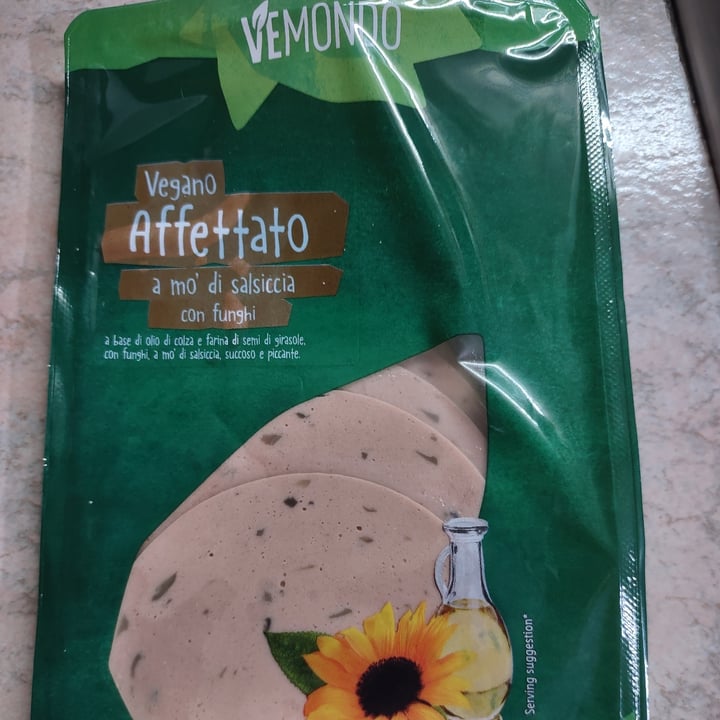 VEMONDO
Vegano
Affettato
a mo' di salsiccia
con funghi
a base di olio di colza e farina di semi di girasole,
con funghi, a mo' di salsiccia, succoso e piccante.
Serving suggestion*